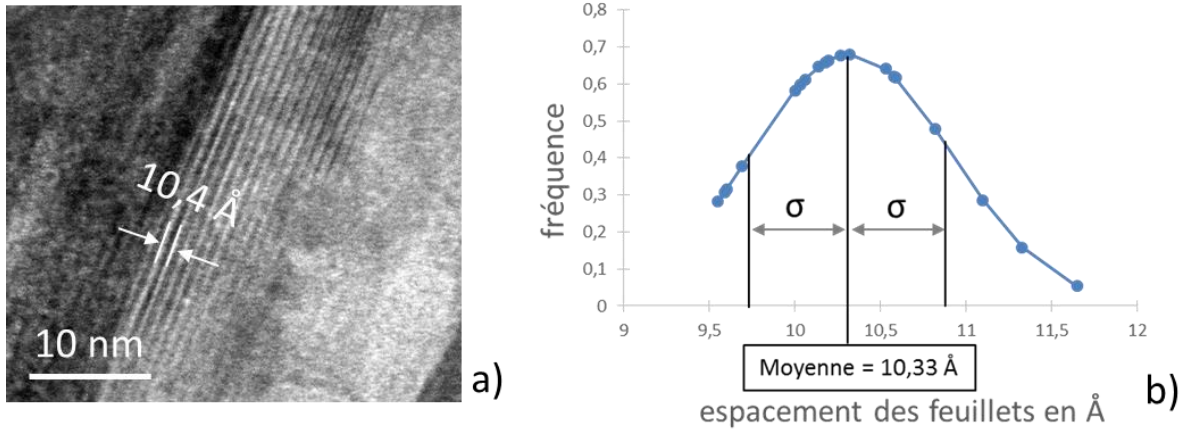 10,4 Å
10 nm
a)
fréquence
0,8
0,7
0,6
0,5
0,4
0,3
0,2
0,1
0
σ σ
9 9,5 10 10,5 11 11,5 12
Moyenne = 10,33 Å
espacement des feuillets en Å
b)